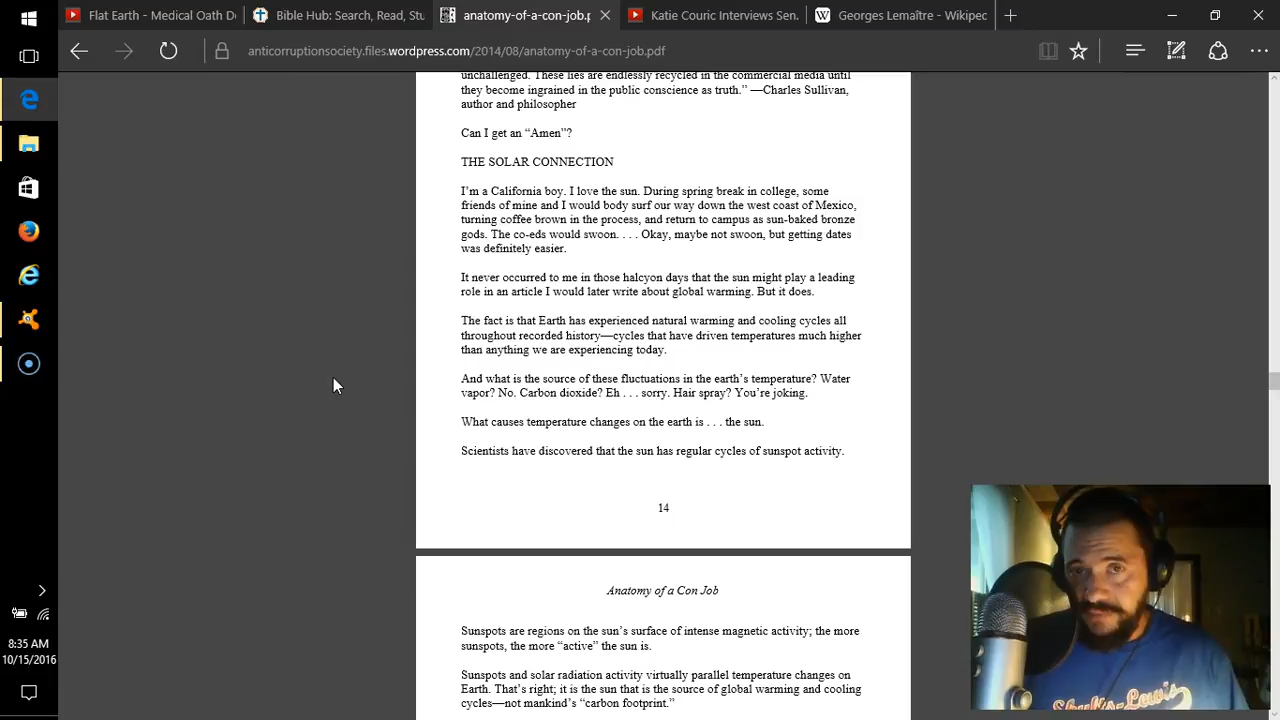 Flat Earth - Medical Oath D
Bible Hub: Search, Read, Stu
anatomy-of-a-con-job.p
Katie Couric Interviews Sen.
Georges Lemaître - Wikipec
anticorruptionsociety.files.wordpress.com/2014/08/anatomy-of-a-con-job.pdf
unchallenged. These lies are endlessly recycled in the commercial media until
they become ingrained in the public conscience as truth.” —Charles Sullivan,
author and philosopher
Can I get an “Amen”?
THE SOLAR CONNECTION
I’m a California boy. I love the sun. During spring break in college, some
friends of mine and I would body surf our way down the west coast of Mexico,
turning coffee brown in the process, and return to campus as sun-baked bronze
gods. The co-eds would swoon. . . . Okay, maybe not swoon, but getting dates
was definitely easier.
It never occurred to me in those halcyon days that the sun might play a leading
role in an article I would later write about global warming. But it does.
The fact is that Earth has experienced natural warming and cooling cycles all
throughout recorded history—cycles that have driven temperatures much higher
than anything we are experiencing today.
And what is the source of these fluctuations in the earth’s temperature? Water
vapor? No. Carbon dioxide? Eh . . . sorry. Hair spray? You’re joking.
What causes temperature changes on the earth is . . . the sun.
Scientists have discovered that the sun has regular cycles of sunspot activity.
14
Anatomy of a Con Job
Sunspots are regions on the sun’s surface of intense magnetic activity; the more
sunspots, the more “active” the sun is.
Sunspots and solar radiation activity virtually parallel temperature changes on
Earth. That’s right; it is the sun that is the source of global warming and cooling
cycles—not mankind’s “carbon footprint.”
8:35 AM
10/15/2016